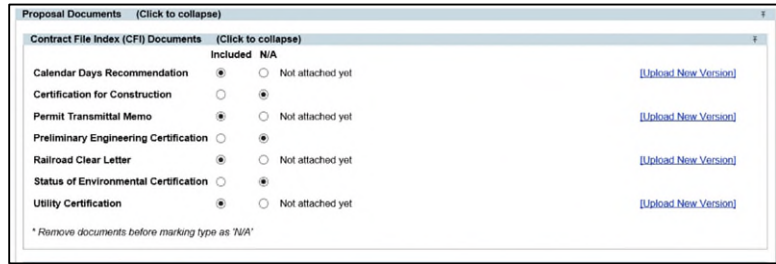 Proposal Documents (Click to collapse)
Contract File Index (CFI) Documents (Click to collapse)
Included N/A
Calendar Days Recommendation Not attached yet [Upload New Version]
Certification for Construction
Permit Transmittal Memo Not attached yet [Upload New Version]
Preliminary Engineering Certification
Railroad Clear Letter Not attached yet [Upload New Version]
Status of Environmental Certification
Utility Certification Not attached yet [Upload New Version]
* Remove documents before marking type as 'N/A'